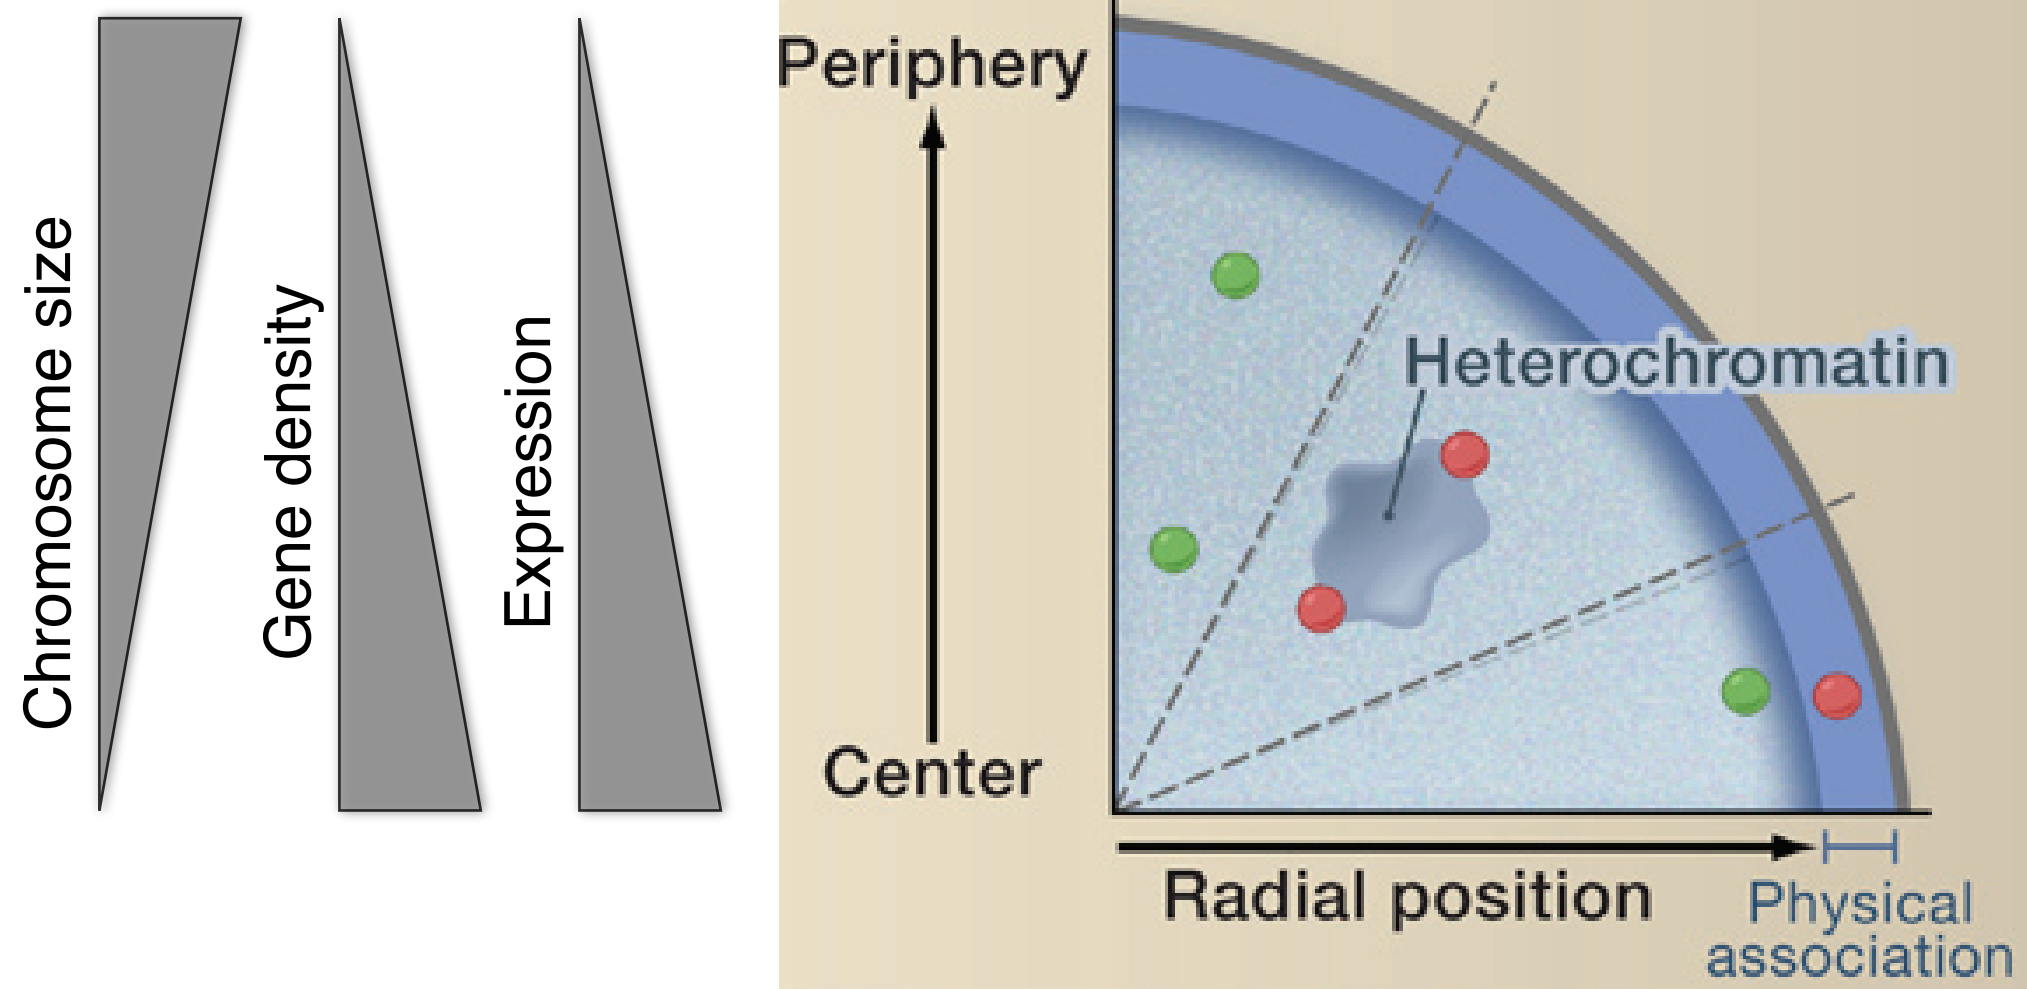 Chromosome size
Gene density
Expression
Periphery
Center
Heterochromatin
Radial position
Physical
association